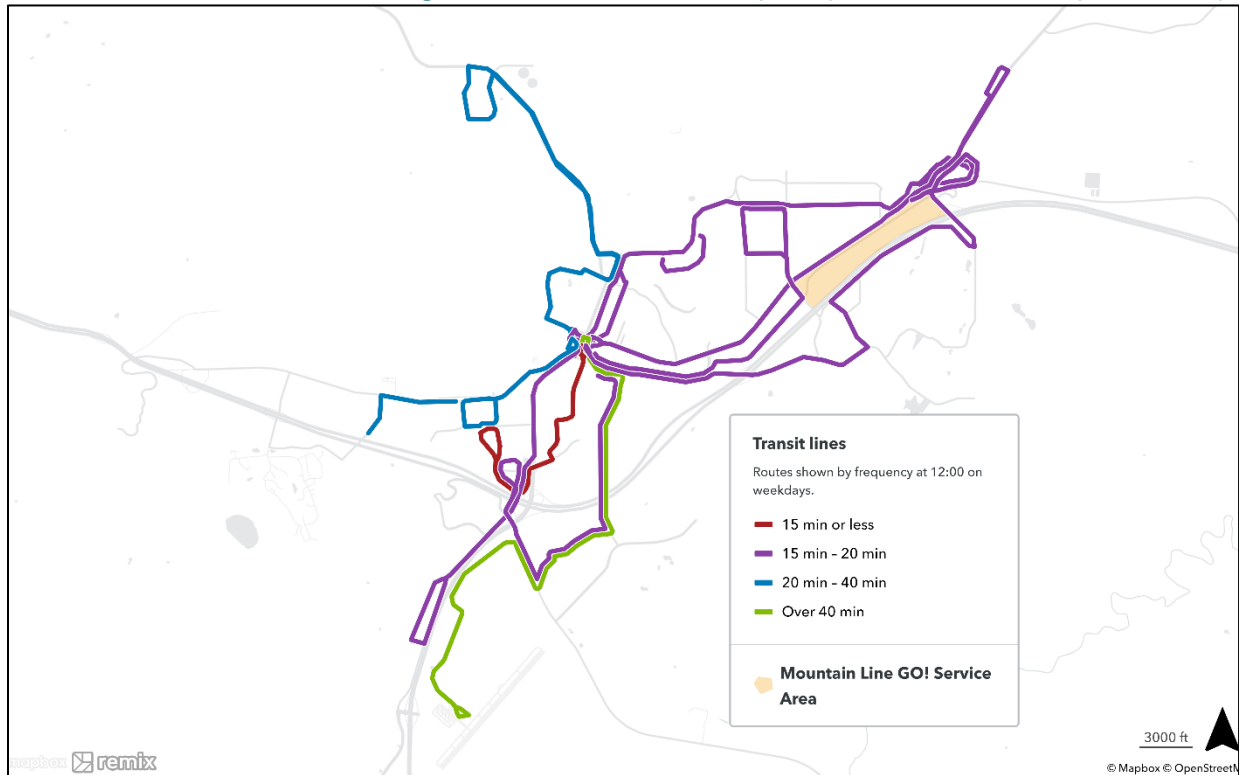 Transit lines
Routes shown by frequency at 12:00 on
weekdays.
15 min or less
15 min - 20 min
20 min - 40 min
Over 40 min
Mountain Line GO! Service
Area
3000 ft
mapbox remix
© Mapbox © OpenStreetM